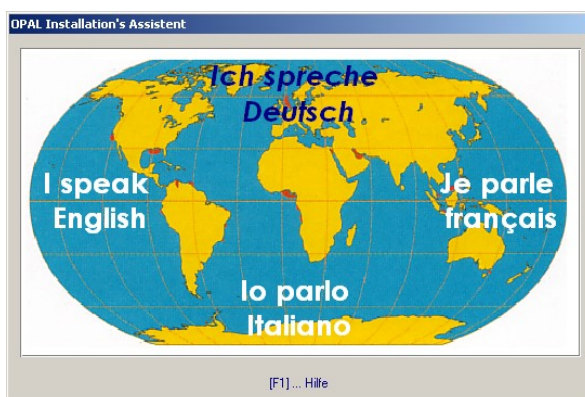 OPAL Installation's Assistent
Ich spreche
Deutsch
I speak
English
Je parle
français
Io parlo
Italiano
[F1] ... Hilfe